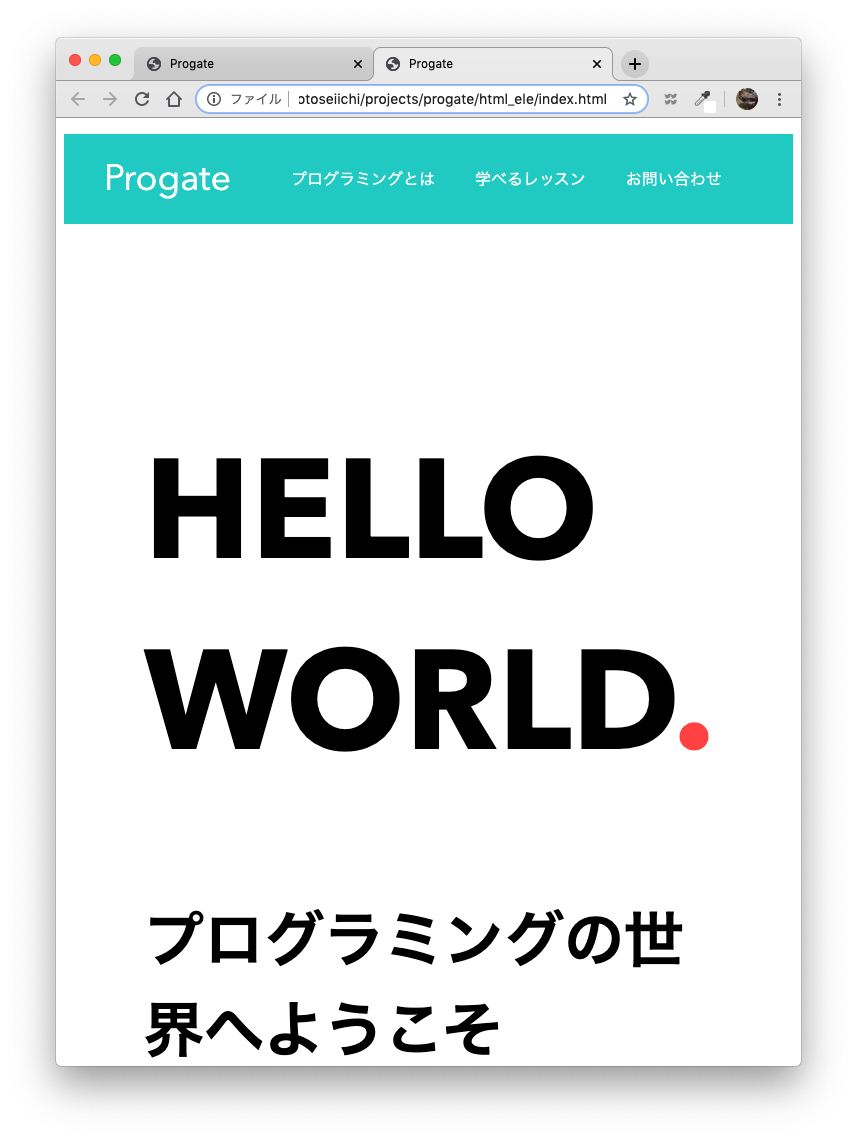 Progate
Progate
ファイル
otoseiichi/projects/progate/html_ele/index.html
Progate
プログラミングとは
学べるレッスン
お問い合わせ
HELLO
WORLD.
プログラミングの世
界へようこそ